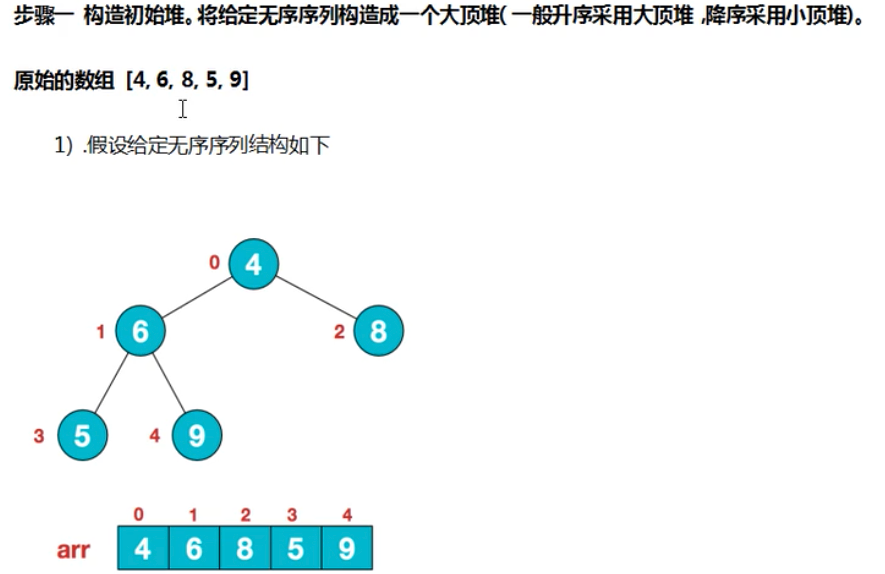 步骤一 构造初始堆。将给定无序序列构造成一个大顶堆( 一般升序采用大顶堆 ,降序采用小顶堆)。
原始的数组 [4, 6, 8, 5, 9]
1) .假设给定无序序列结构如下
0 4
1 6 2 8
3 5 4 9
0 1 2 3 4
arr 4 6 8 5 9